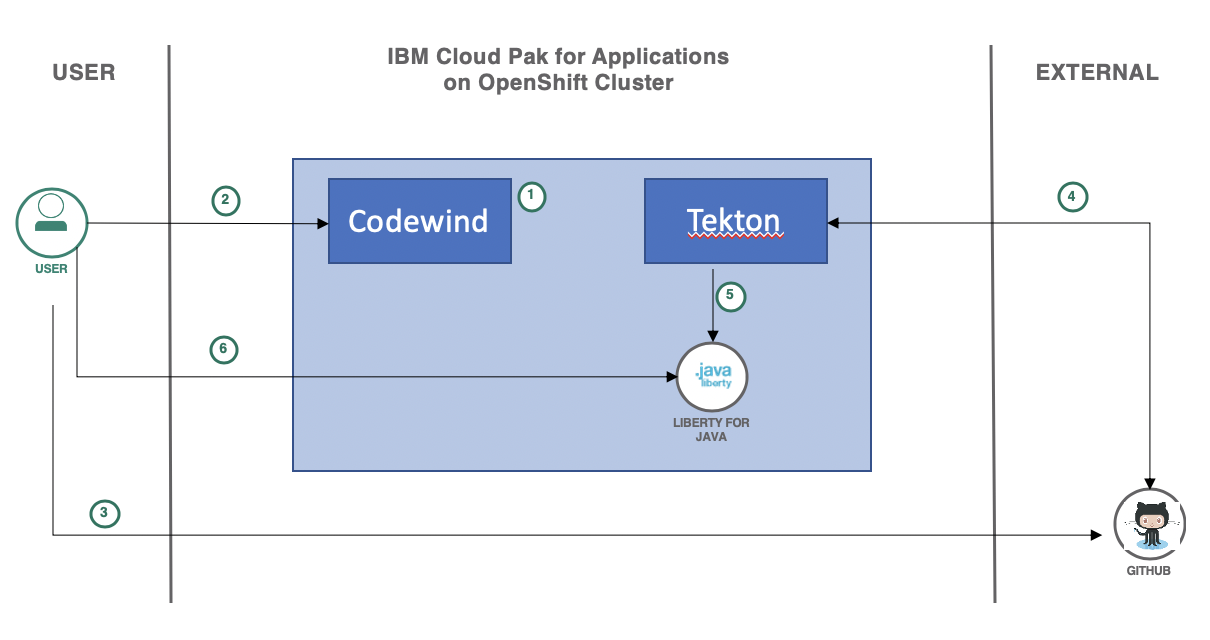 USER
IBM Cloud Pak for Applications
on OpenShift Cluster
EXTERNAL
2
Codewind
1
Tekton
4
USER
5
6
.java
liberty
LIBERTY FOR
JAVA
3
GITHUB